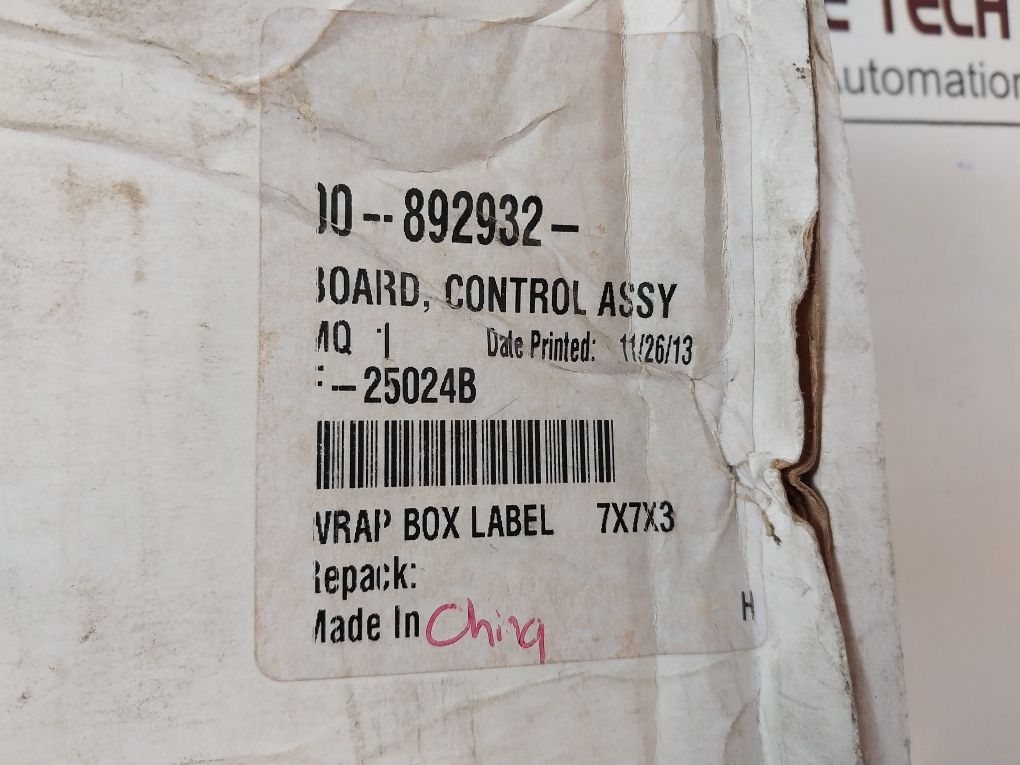 E TECH
Automation
00--892932-
BOARD, CONTROL ASSY
MQ 1 Date Printed: 11/26/13
F-25024B
WRAP BOX LABEL 7X7X3
Repack:
Made In China
H